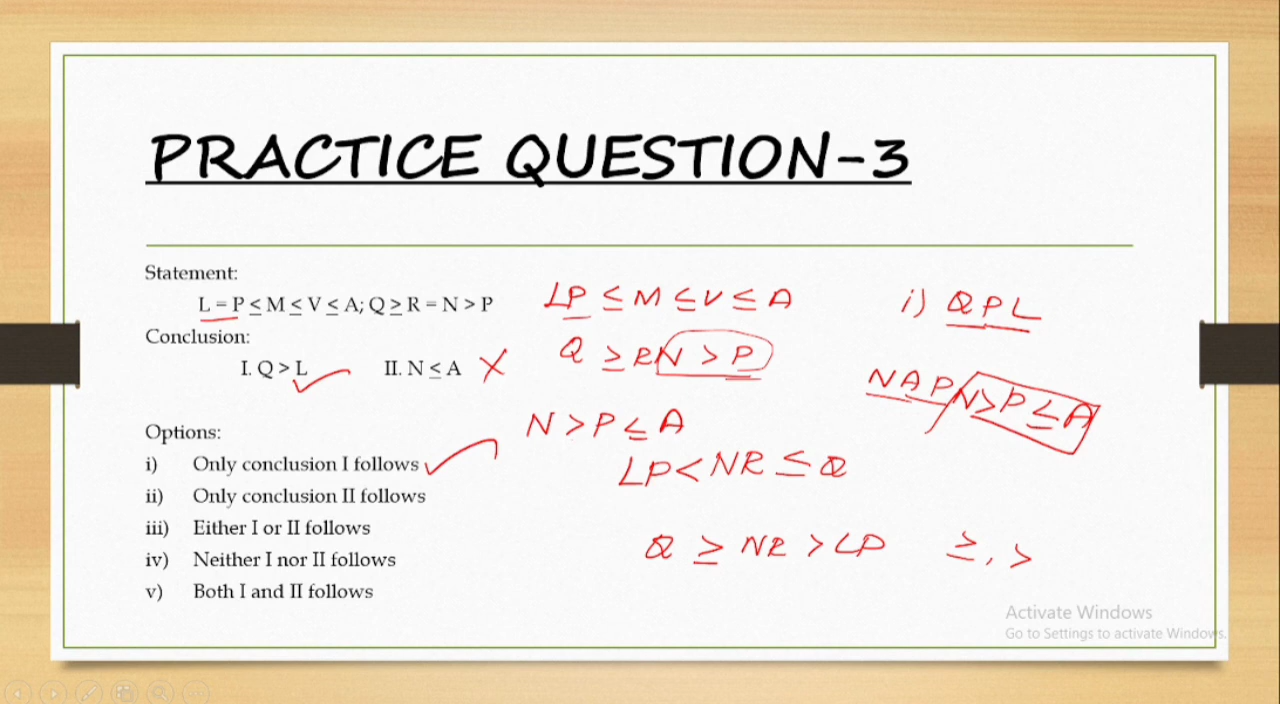 PRACTICE QUESTION-3
Statement:
L = P ≤ M ≤ V ≤ A; Q ≥ R = N > P
Conclusion:
I. Q > L II. N ≤ A
Options:
i) Only conclusion I follows
ii) Only conclusion II follows
iii) Either I or II follows
iv) Neither I nor II follows
v) Both I and II follows
LP ≤ M ≤ V ≤ A
Q ≥ RN > P
N > P ≤ A
LP < NR ≤ Q
Q ≥ NR > LP ≥, >
i) Q P L
N A P N > P ≤ A
Activate Windows
Go to Settings to activate Windows.